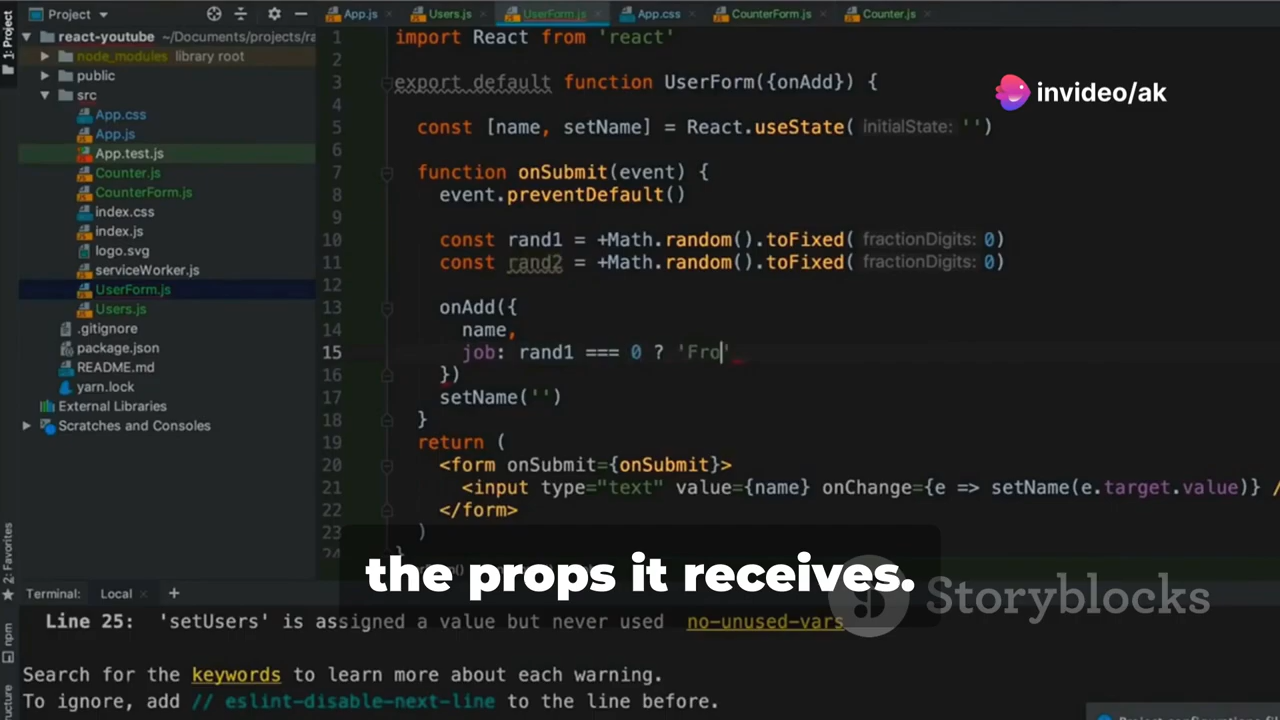 Project
App.js
Users.js
UserForm.js
App.css
CounterForm.js
Counter.js
1: Project
react-youtube ~/Documents/projects/ra
node_modules library root
public
src
App.css
App.js
App.test.js
Counter.js
CounterForm.js
index.css
index.js
logo.svg
serviceWorker.js
UserForm.js
Users.js
.gitignore
package.json
README.md
yarn.lock
External Libraries
Scratches and Consoles
2: Favorites
npm
1 import React from 'react'
2
3 export default function UserForm({onAdd}) {
4
5 const [name, setName] = React.useState( initialState: '')
6
7 function onSubmit(event) {
8 event.preventDefault()
9
10 const rand1 = +Math.random().toFixed( fractionDigits: 0)
11 const rand2 = +Math.random().toFixed( fractionDigits: 0)
12
13 onAdd({
14 name,
15 job: rand1 === 0 ? 'Fro'
16 })
17 setName('')
18 }
19 return (
20 <form onSubmit={onSubmit}>
21 <input type="text" value={name} onChange={e => setName(e.target.value)} /
22 </form>
23 )
24 }
invideo/ak
the props it receives.
Storyblocks
Terminal: Local +
Line 25: 'setUsers' is assigned a value but never used no-unused-vars
Search for the keywords to learn more about each warning.
To ignore, add // eslint-disable-next-line to the line before.